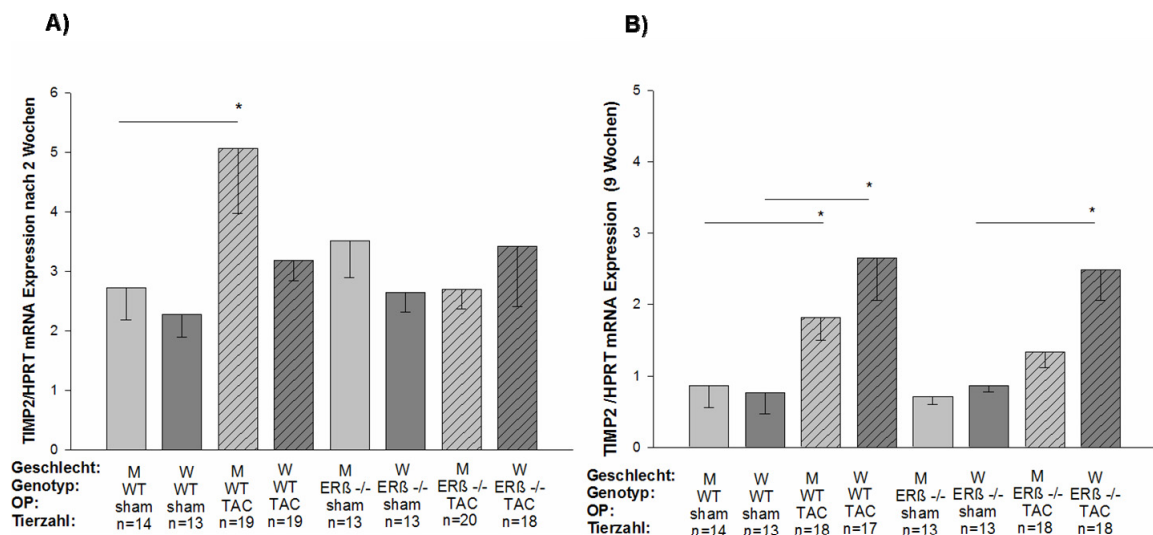 A)
TIMP2/HPRT mRNA Expression nach 2 Wochen
6
5
4
3
2
1
0
*
Geschlecht: M W M W M W M W
Genotyp: WT WT WT WT ERß -/- ERß -/- ERß -/- ERß -/-
OP: sham sham TAC TAC sham sham TAC TAC
Tierzahl: n=14 n=13 n=19 n=19 n=13 n=13 n=20 n=18
B)
TIMP2 /HPRT mRNA Expression (9 Wochen)
5
4
3
2
1
0
*
*
*
Geschlecht: M W M W M W M W
Genotyp: WT WT WT WT ERß -/- ERß -/- ERß -/- ERß -/-
OP: sham sham TAC TAC sham sham TAC TAC
Tierzahl: n=14 n=13 n=18 n=17 n=13 n=13 n=18 n=18